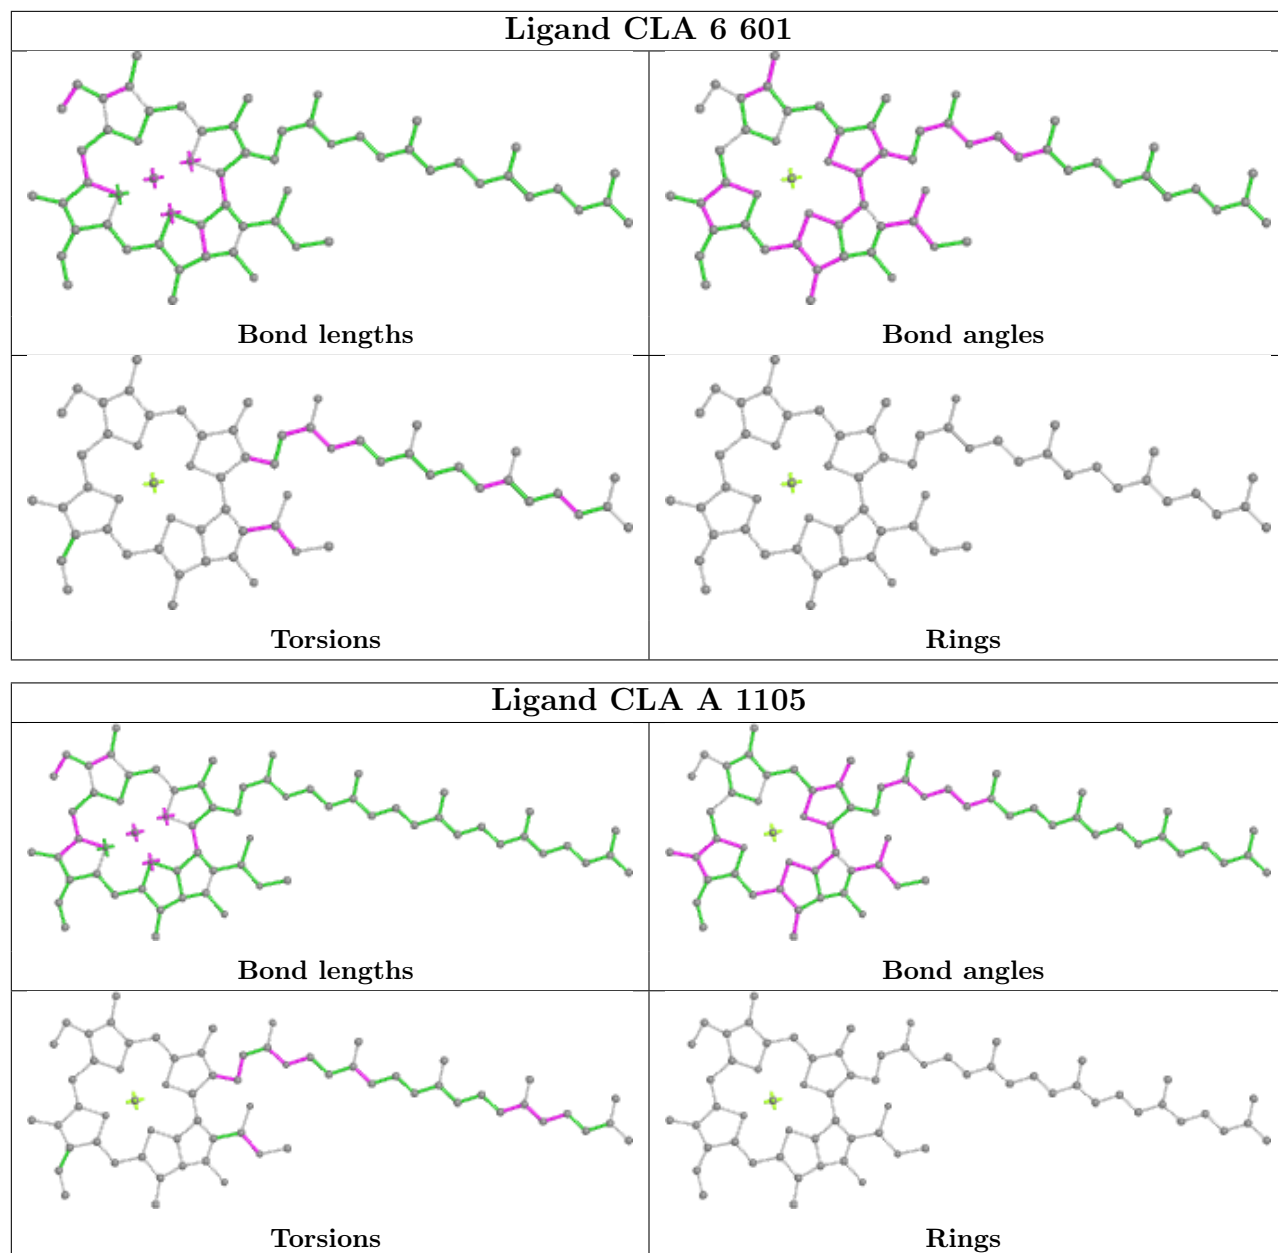 Ligand CLA 6 601
Bond lengths
Bond angles
Torsions
Rings
Ligand CLA A 1105
Bond lengths
Bond angles
Torsions
Rings